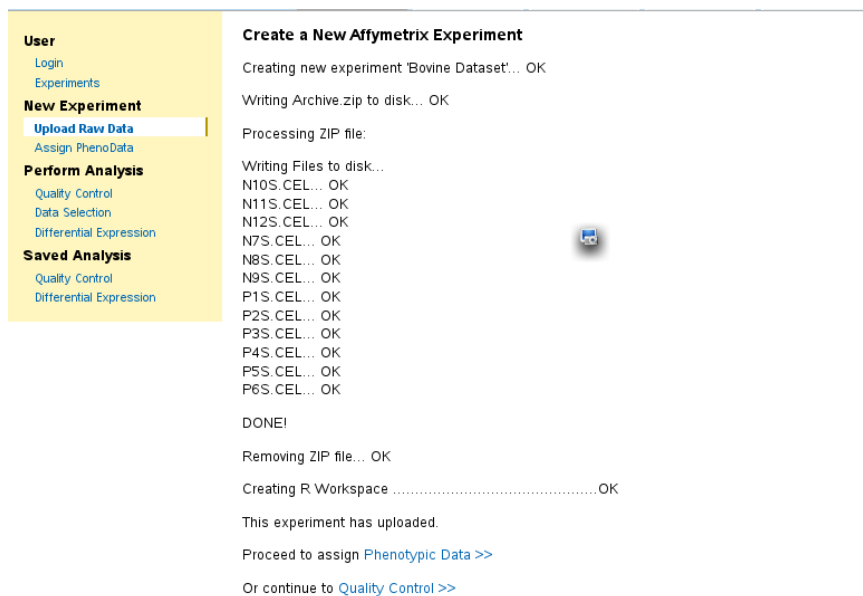 User
Login
Experiments
New Experiment
Upload Raw Data
Assign PhenoData
Perform Analysis
Quality Control
Data Selection
Differential Expression
Saved Analysis
Quality Control
Differential Expression
Create a New Affymetrix Experiment
Creating new experiment 'Bovine Dataset'... OK
Writing Archive.zip to disk... OK
Processing ZIP file:
Writing Files to disk...
N10S.CEL... OK
N11S.CEL... OK
N12S.CEL... OK
N7S.CEL... OK
N8S.CEL... OK
N9S.CEL... OK
P1S.CEL... OK
P2S.CEL... OK
P3S.CEL... OK
P4S.CEL... OK
P5S.CEL... OK
P6S.CEL... OK
DONE!
Removing ZIP file... OK
Creating R Workspace ..............................................OK
This experiment has uploaded.
Proceed to assign Phenotypic Data >>
Or continue to Quality Control >>